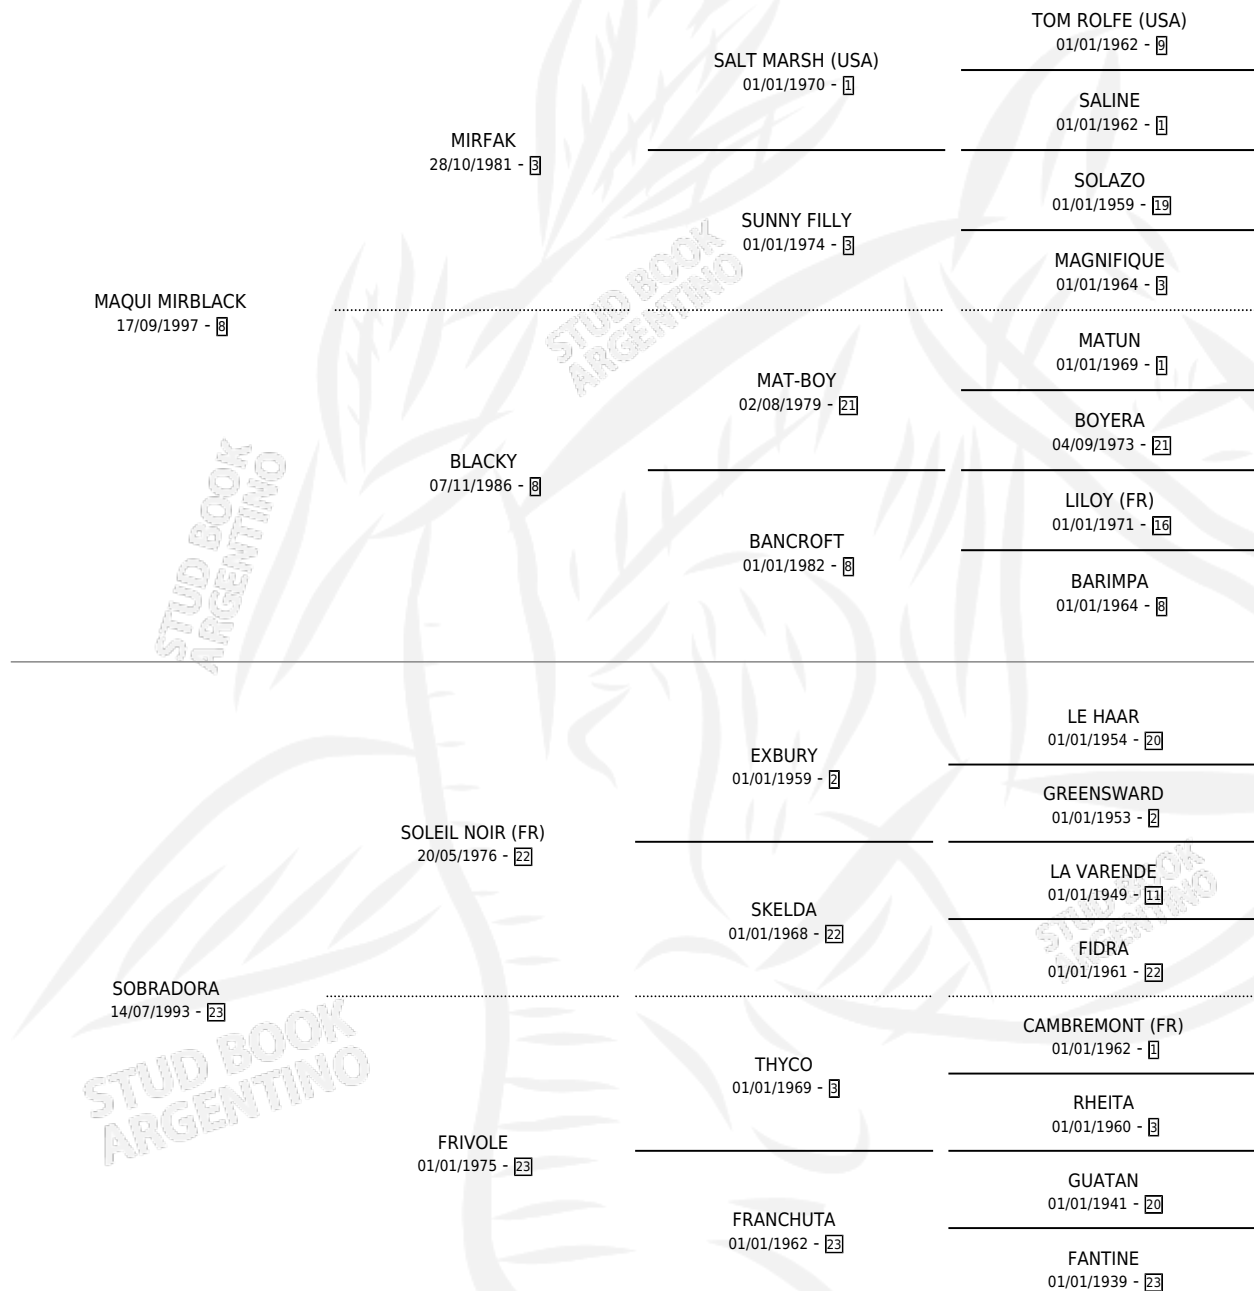 TOM ROLFE (USA)
01/01/1962 - 9
SALT MARSH (USA)
01/01/1970 - 1
SALINE
01/01/1962 - 1
MIRFAK
28/10/1981 - 3
SOLAZO
01/01/1959 - 19
SUNNY FILLY
01/01/1974 - 3
MAGNIFIQUE
01/01/1964 - 3
MAQUI MIRBLACK
17/09/1997 - 8
MATUN
01/01/1969 - 1
MAT-BOY
02/08/1979 - 21
BOYERA
04/09/1973 - 21
BLACKY
07/11/1986 - 8
LILOY (FR)
01/01/1971 - 16
BANCROFT
01/01/1982 - 8
BARIMPA
01/01/1964 - 8
LE HAAR
01/01/1954 - 20
EXBURY
01/01/1959 - 2
GREENSWARD
01/01/1953 - 2
SOLEIL NOIR (FR)
20/05/1976 - 22
LA VARENDE
01/01/1949 - 11
SKELDA
01/01/1968 - 22
FIDRA
01/01/1961 - 22
SOBRADORA
14/07/1993 - 23
CAMBREMONT (FR)
01/01/1962 - 1
THYCO
01/01/1969 - 3
RHEITA
01/01/1960 - 3
FRIVOLE
01/01/1975 - 23
GUATAN
01/01/1941 - 20
FRANCHUTA
01/01/1962 - 23
FANTINE
01/01/1939 - 23
STUD BOOK
ARGENTINO
STUD BOOK
ARGENTINO
STUD BOOK
ARGENTINO
STUD BOOK
ARGENTINO